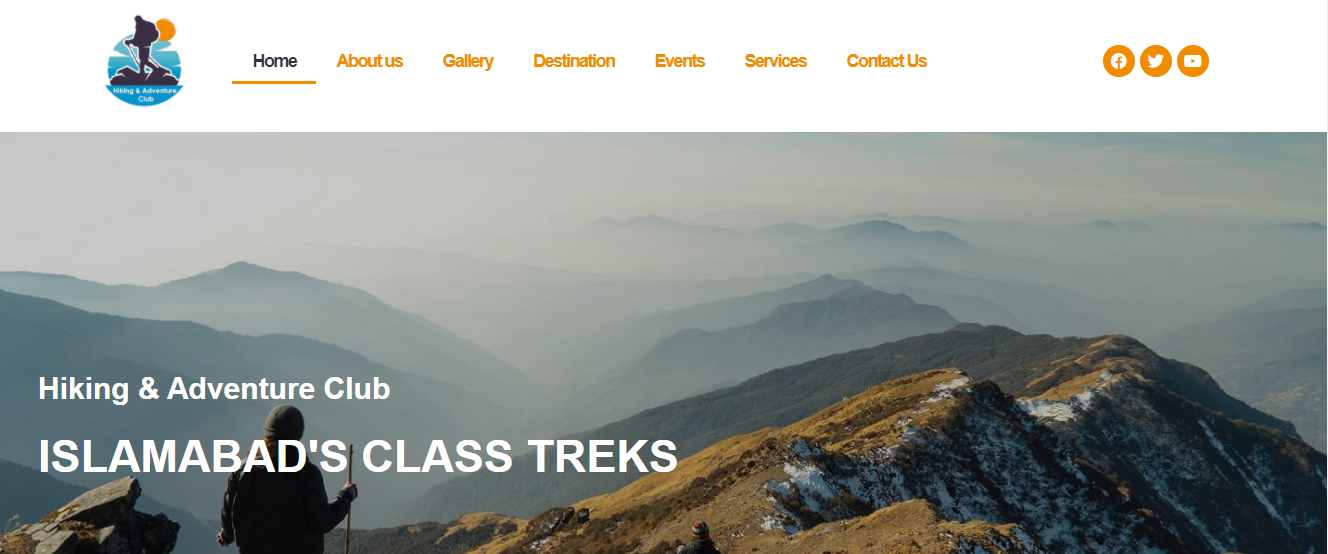 Hiking & Adventure
Club
Home
About us
Gallery
Destination
Events
Services
Contact Us
Hiking & Adventure Club
ISLAMABAD'S CLASS TREKS